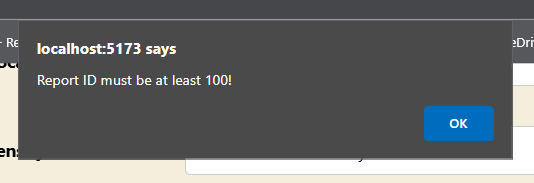 localhost:5173 says
Report ID must be at least 100!
OK